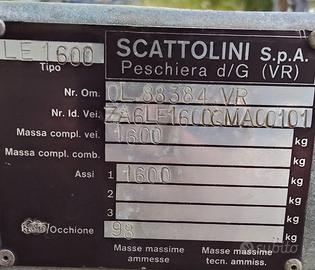 LE 1600
Tipo
SCATTOLINI S.p.A.
Peschiera d/G (VR)
Nr. Om. OL 88384 VR
Nr. Id. Vei.
Massa compl. vei. 1600 kg
Massa compl. comb. kg
Assi 1 1600 kg
2 kg
3 kg
/Occhione 98 kg
Masse massime ammesse
Masse massime tecn. ammiss.
subito